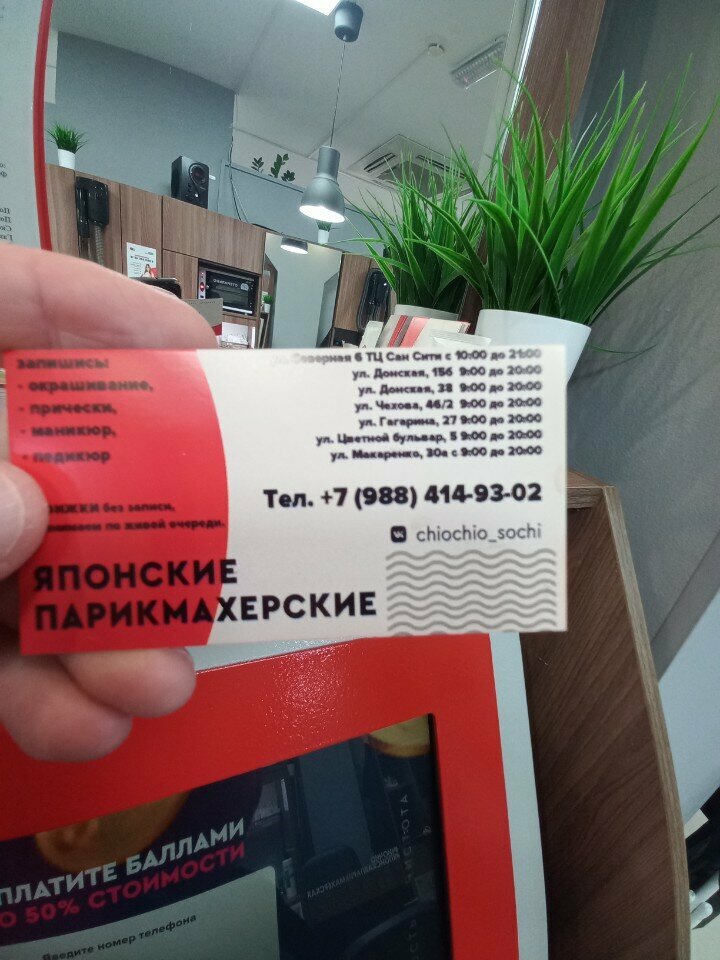 запишись:
- окрашивание,
- прически,
- маникюр,
- педикюр
без записи,
по живой очереди.
ЯПОНСКИЕ
ПАРИКМАХЕРСКИЕ
Северная 6 ТЦ Сан Сити с 10:00 до 21:00
ул. Донская, 15б 9:00 до 20:00
ул. Донская, 28 9:00 до 20:00
ул. Чехова, 46/2 9:00 до 20:00
ул. Гагарина, 27 9:00 до 20:00
ул. Цветной бульвар, 5 9:00 до 20:00
ул. Макаренко, 30а с 9:00 до 20:00
Тел. +7 (988) 414-93-02
chiochio_sochi
ПЛАТИТЕ БАЛЛАМИ
О 50% СТОИМОСТИ
Введите номер телефона